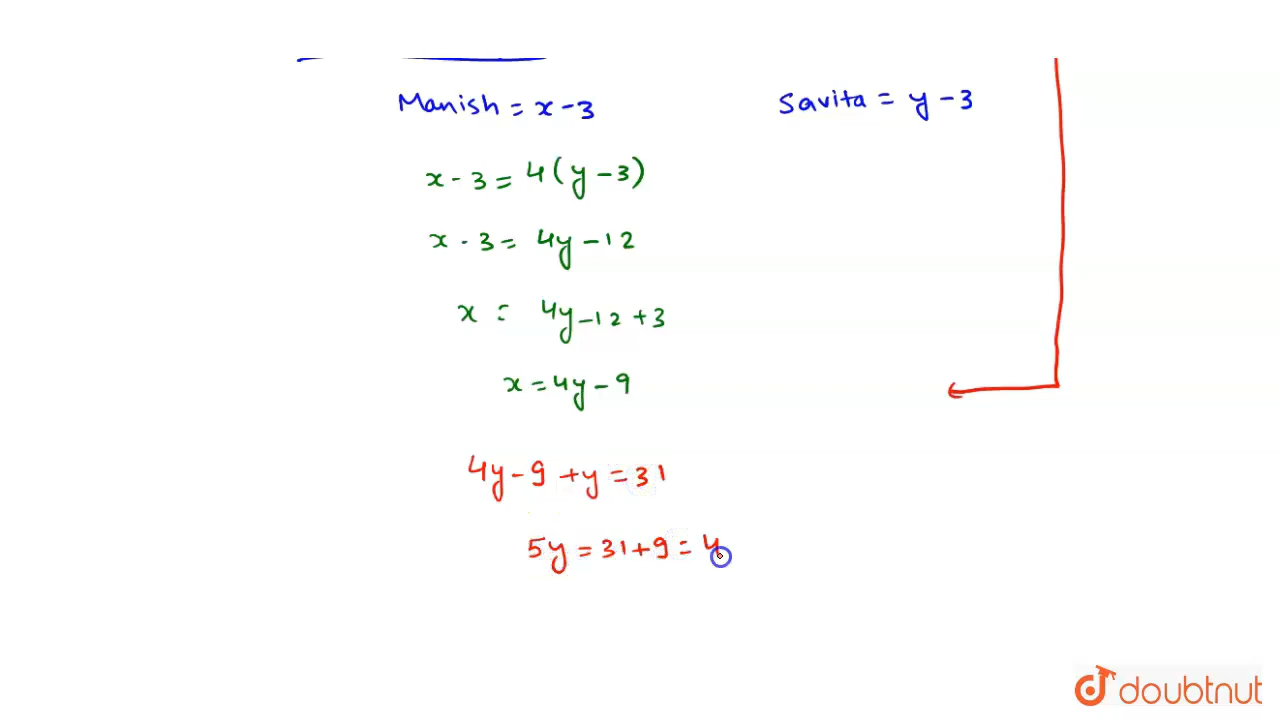 Manish = x - 3 Savita = y - 3
x - 3 = 4(y - 3)
x - 3 = 4y - 12
x = 4y - 12 + 3
x = 4y - 9
4y - 9 + y = 31
5y = 31 + 9 = 4
doubtnut